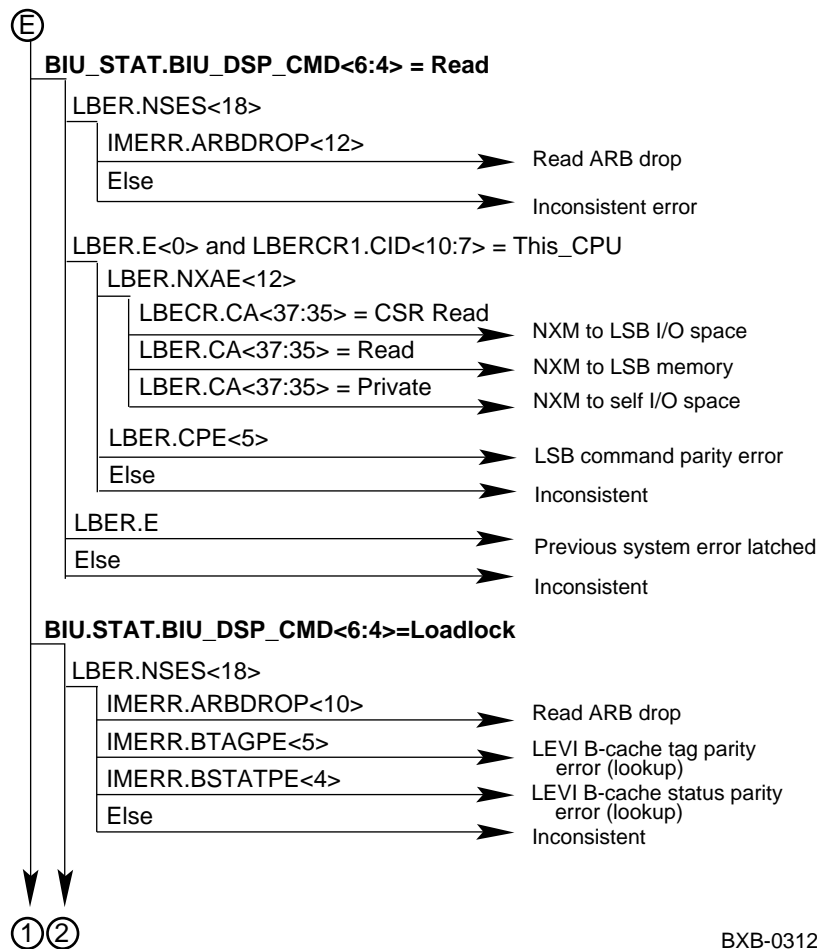 E
BIU_STAT.BIU_DSP_CMD<6:4> = Read
LBER.NSES<18>
IMERR.ARBDROP<12>
Read ARB drop
Else
Inconsistent error
LBER.E<0> and LBERCR1.CID<10:7> = This_CPU
LBER.NXAE<12>
LBECR.CA<37:35> = CSR Read
NXM to LSB I/O space
LBER.CA<37:35> = Read
NXM to LSB memory
LBER.CA<37:35> = Private
NXM to self I/O space
LBER.CPE<5>
LSB command parity error
Else
Inconsistent
LBER.E
Previous system error latched
Else
Inconsistent
BIU.STAT.BIU_DSP_CMD<6:4>=Loadlock
LBER.NSES<18>
IMERR.ARBDROP<10>
Read ARB drop
IMERR.BTAGPE<5>
LEVI B-cache tag parity
error (lookup)
IMERR.BSTATPE<4>
LEVI B-cache status parity
error (lookup)
Else
Inconsistent
1 2
BXB-0312